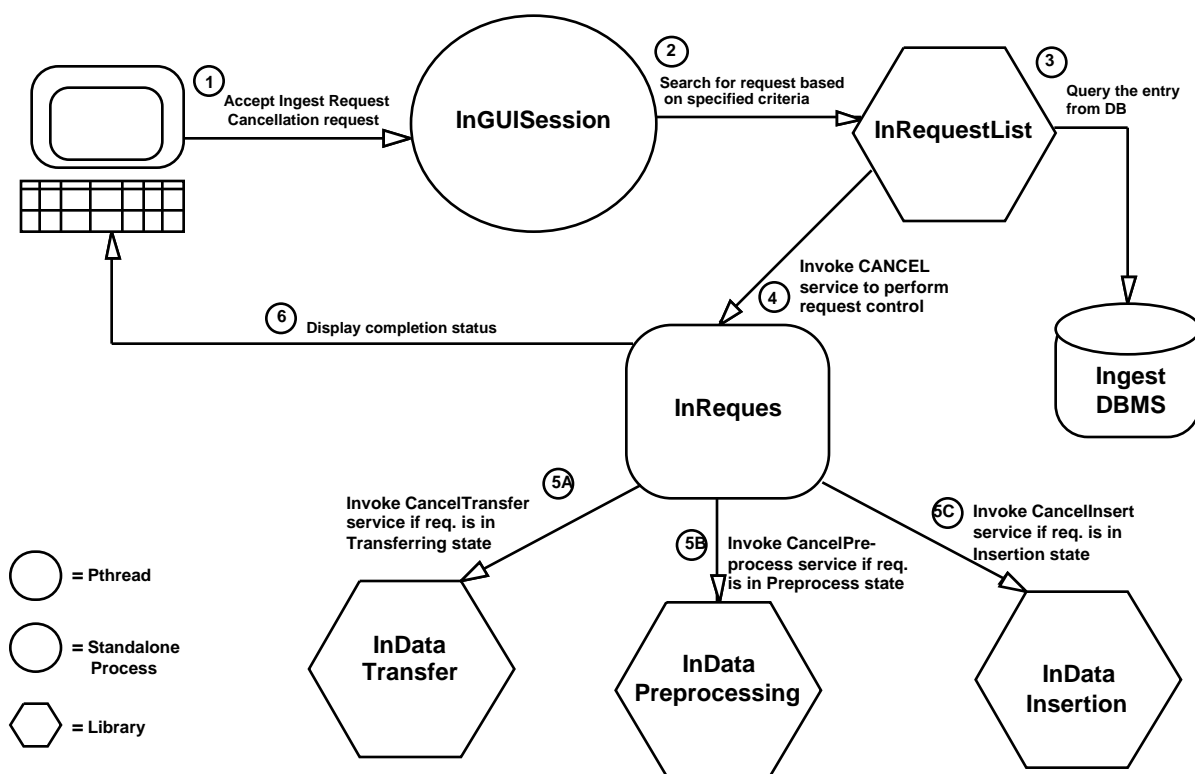 1
Accept Ingest Request
Cancellation request
InGUISession
2
Search for request based
on specified criteria
InRequestList
3
Query the entry
from DB
4
Invoke CANCEL
service to perform
request control
Ingest
DBMS
6
Display completion status
InReques
5A
Invoke CancelTransfer
service if req. is in
Transferring state
5B
Invoke CancelPre-
process service if req.
is in Preprocess state
5C
Invoke CancelInsert
service if req. is in
Insertion state
InData
Transfer
InData
Preprocessing
InData
Insertion
= Pthread
= Standalone
Process
= Library